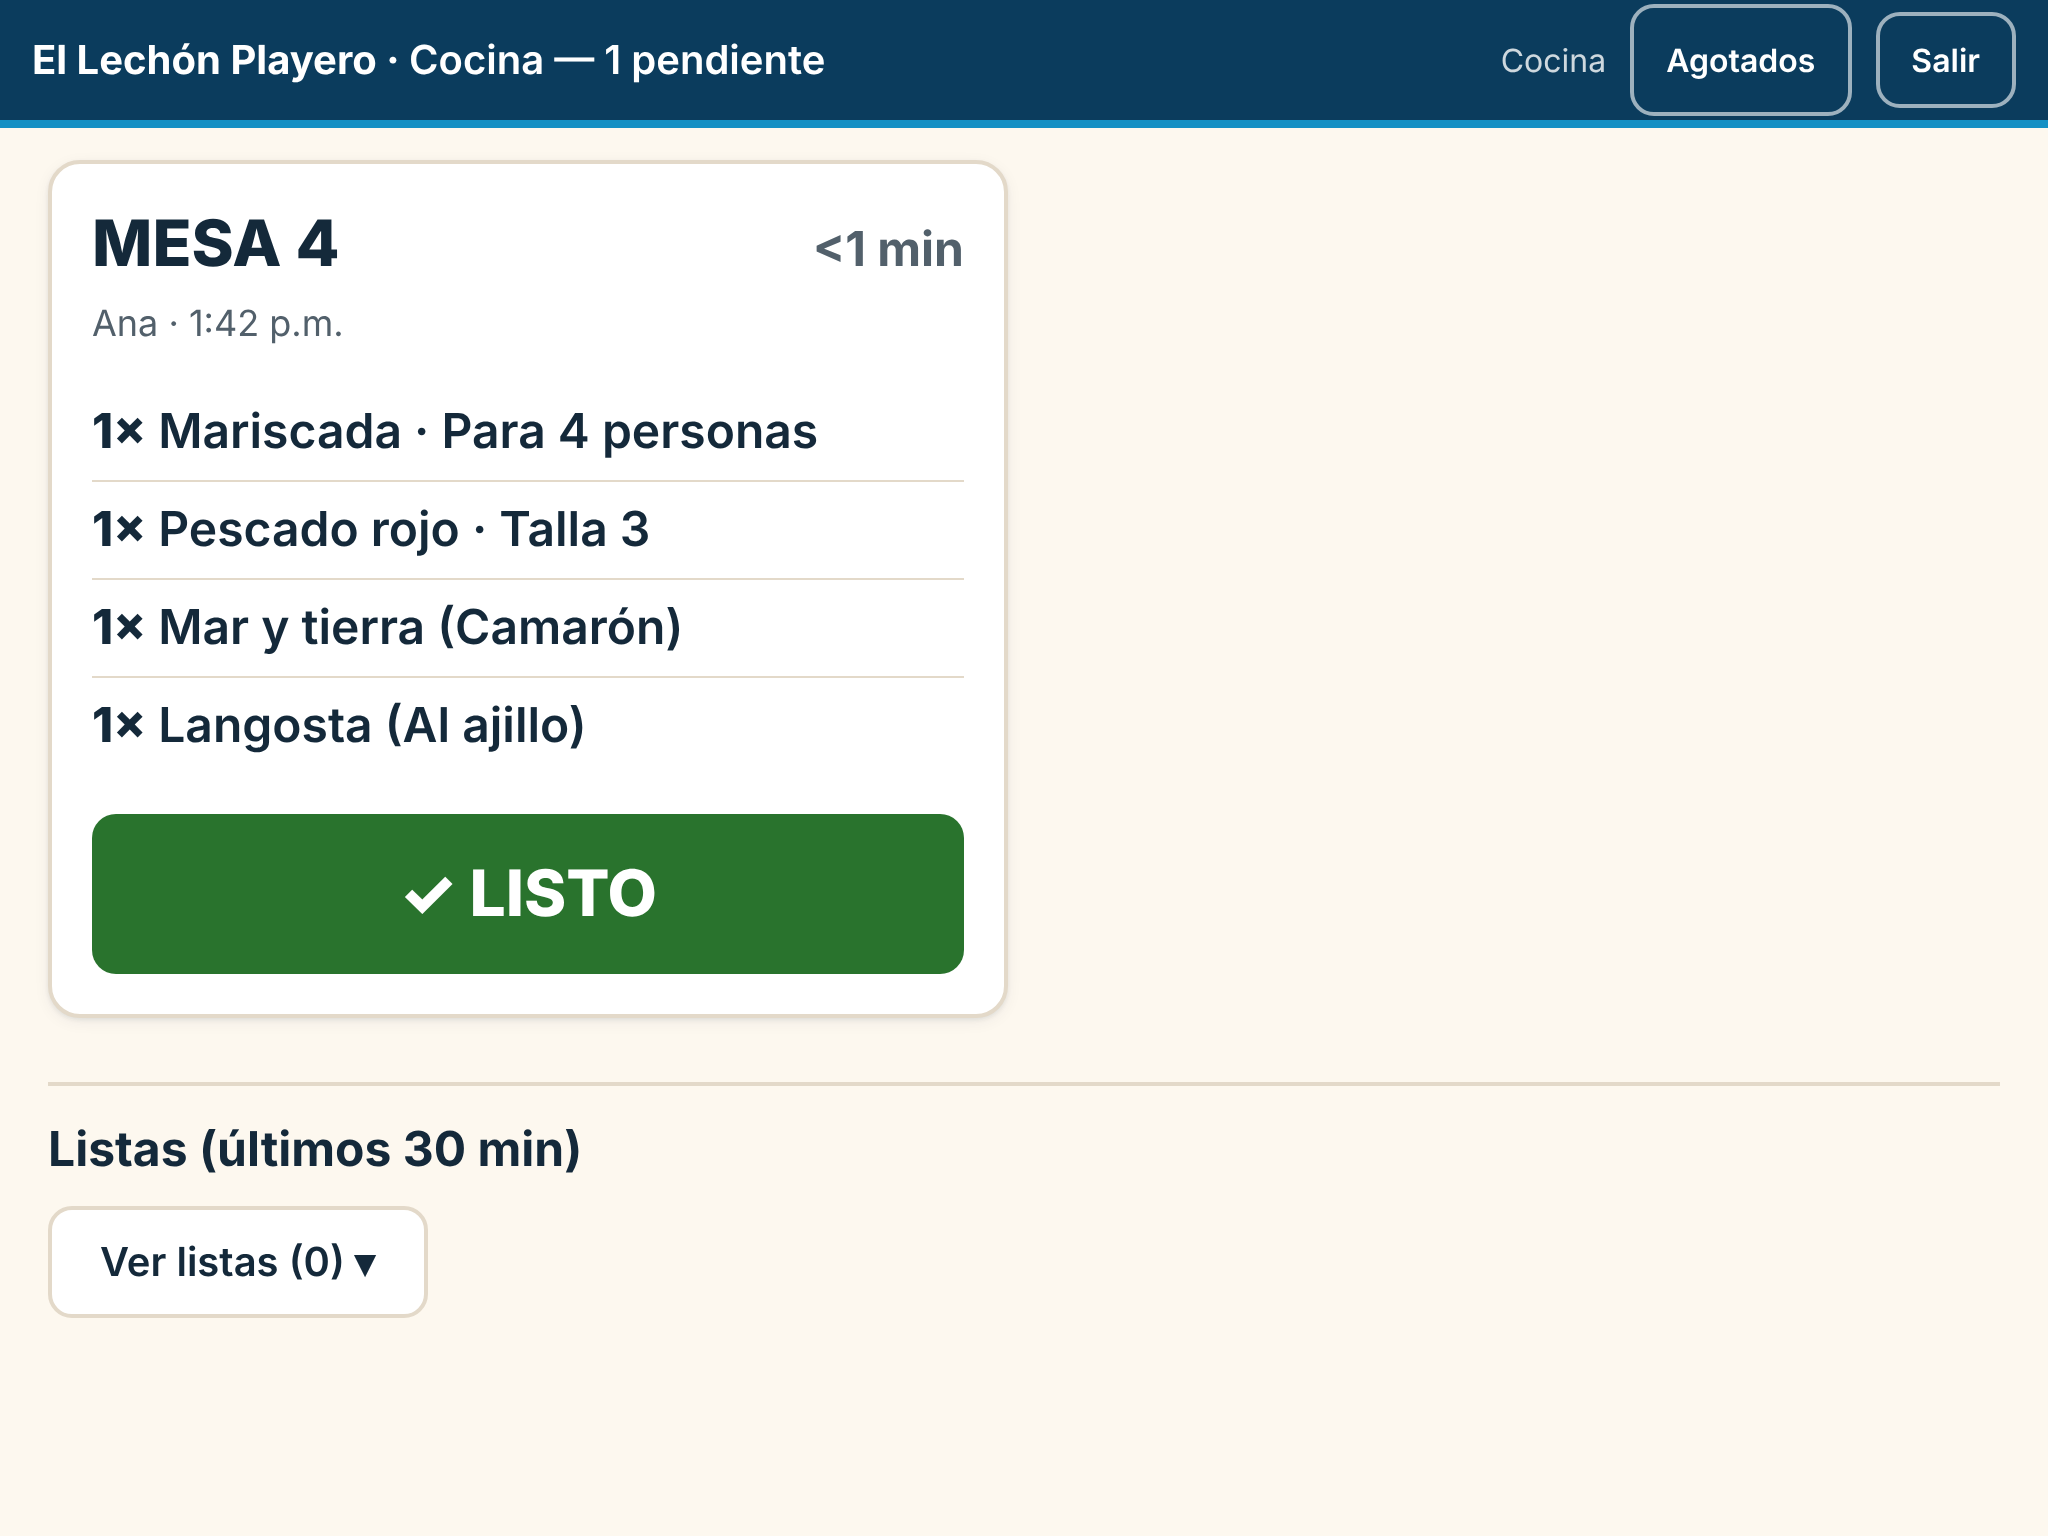 El Lechón Playero · Cocina — 1 pendiente
Cocina
Agotados
Salir
MESA 4
<1 min
Ana · 1:42 p.m.
1× Mariscada · Para 4 personas
1× Pescado rojo · Talla 3
1× Mar y tierra (Camarón)
1× Langosta (Al ajillo)
✓ LISTO
Listas (últimos 30 min)
Ver listas (0) ▾